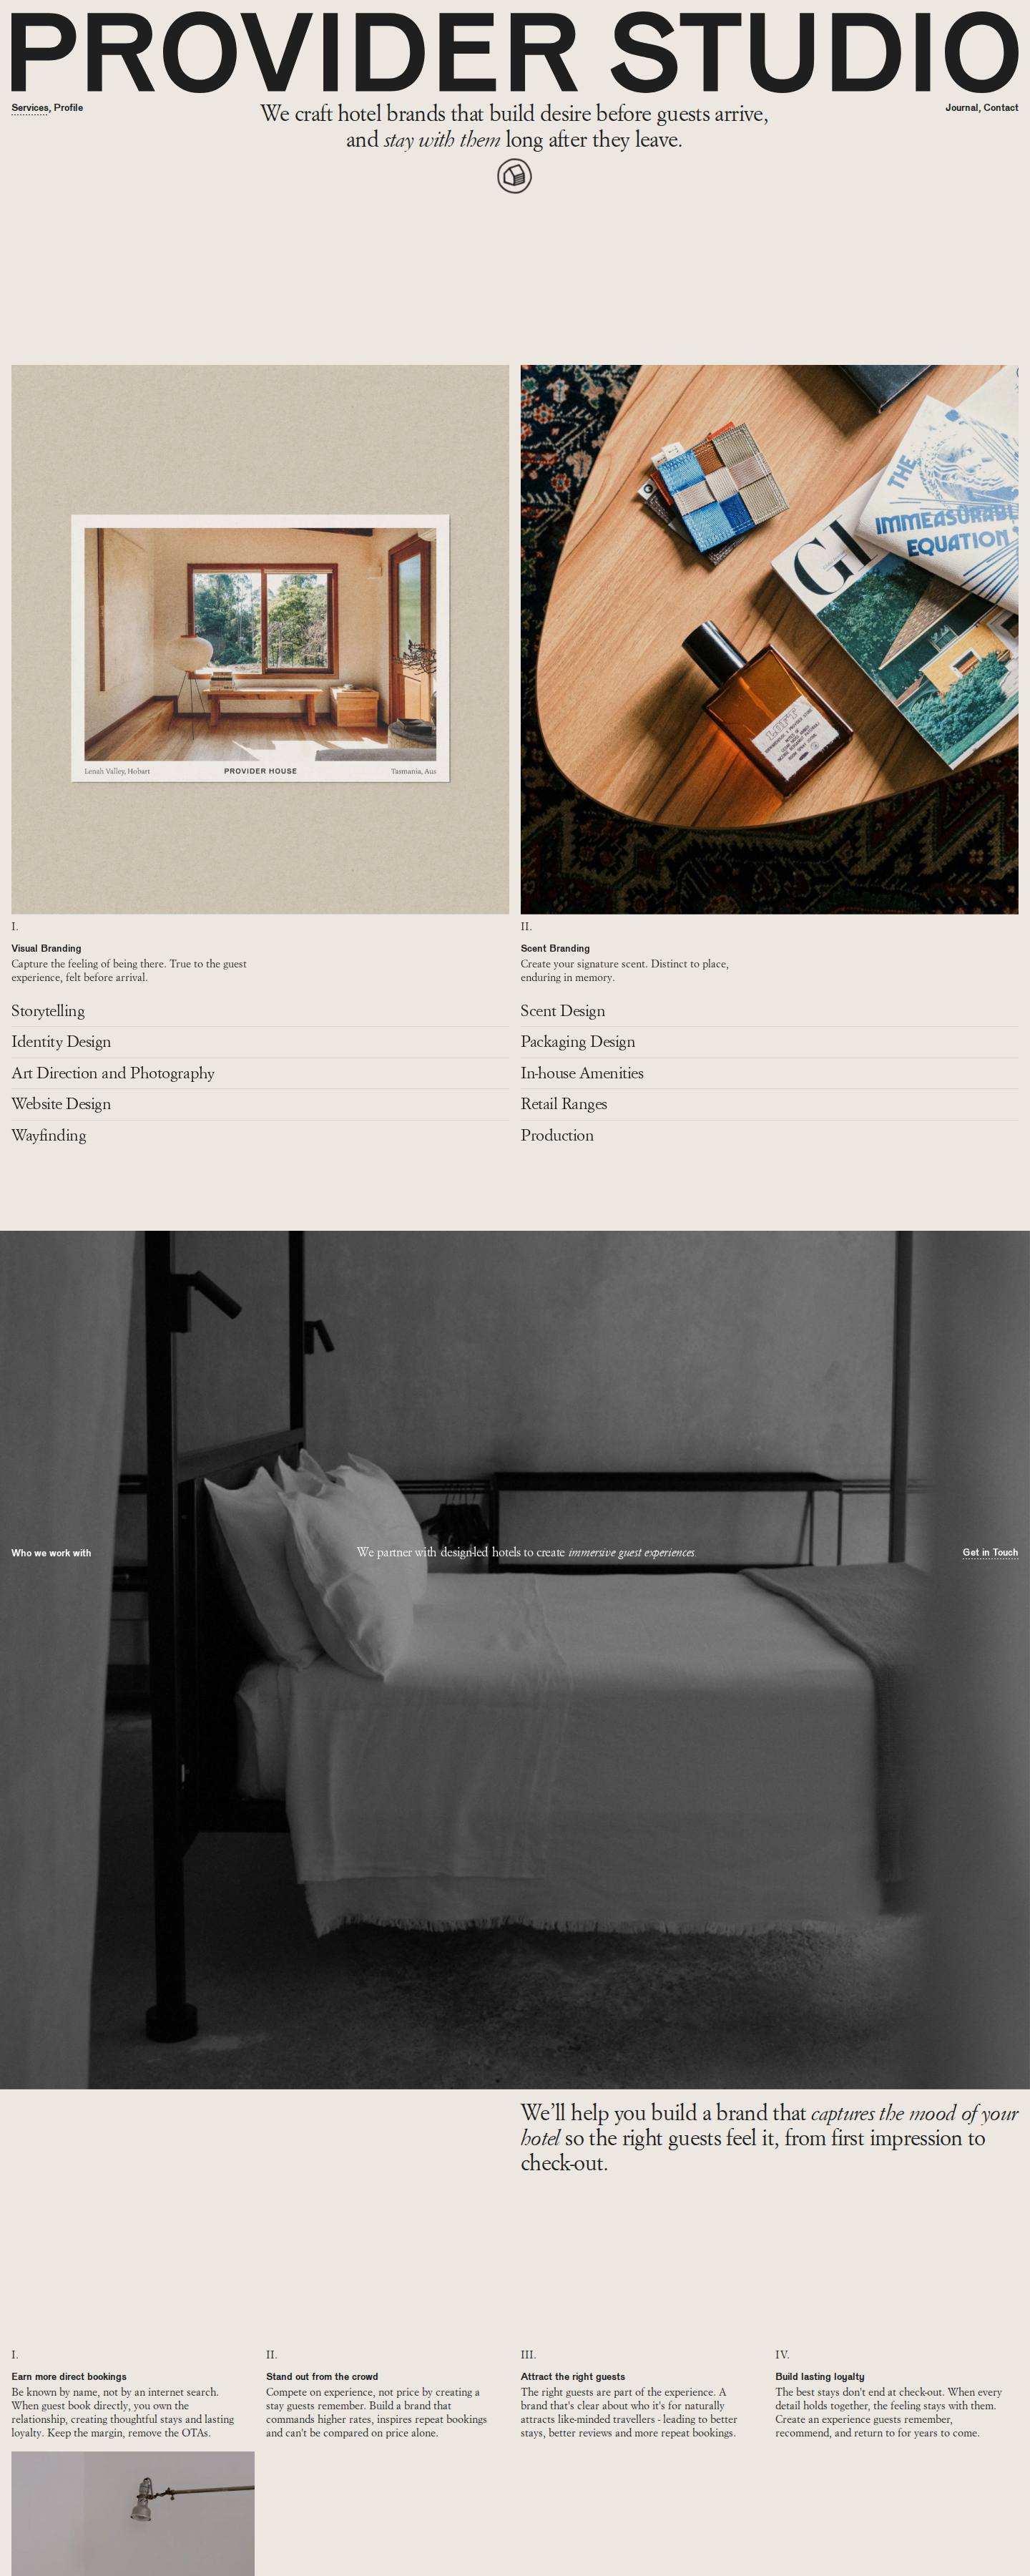 PROVIDER STUDIO
Services, Profile
We craft hotel brands that build desire before guests arrive,
and stay with them long after they leave.
Journal, Contact
Lenah Valley, Hobart
PROVIDER HOUSE
Tasmania, Aus
THE
IMMEASURABL
EQUATION
GI
I.
Visual Branding
Capture the feeling of being there. True to the guest
experience, felt before arrival.
Storytelling
Identity Design
Art Direction and Photography
Website Design
Wayfinding
II.
Scent Branding
Create your signature scent. Distinct to place,
enduring in memory.
Scent Design
Packaging Design
In-house Amenities
Retail Ranges
Production
Who we work with
We partner with design-led hotels to create immersive guest experiences.
Get in Touch
We’ll help you build a brand that captures the mood of your
hotel so the right guests feel it, from first impression to
check-out.
I.
Earn more direct bookings
Be known by name, not by an internet search.
When guest book directly, you own the
relationship, creating thoughtful stays and lasting
loyalty. Keep the margin, remove the OTAs.
II.
Stand out from the crowd
Compete on experience, not price by creating a
stay guests remember. Build a brand that
commands higher rates, inspires repeat bookings
and can't be compared on price alone.
III.
Attract the right guests
The right guests are part of the experience. A
brand that's clear about who it's for naturally
attracts like-minded travellers - leading to better
stays, better reviews and more repeat bookings.
IV.
Build lasting loyalty
The best stays don't end at check-out. When every
detail holds together, the feeling stays with them.
Create an experience guests remember,
recommend, and return to for years to come.